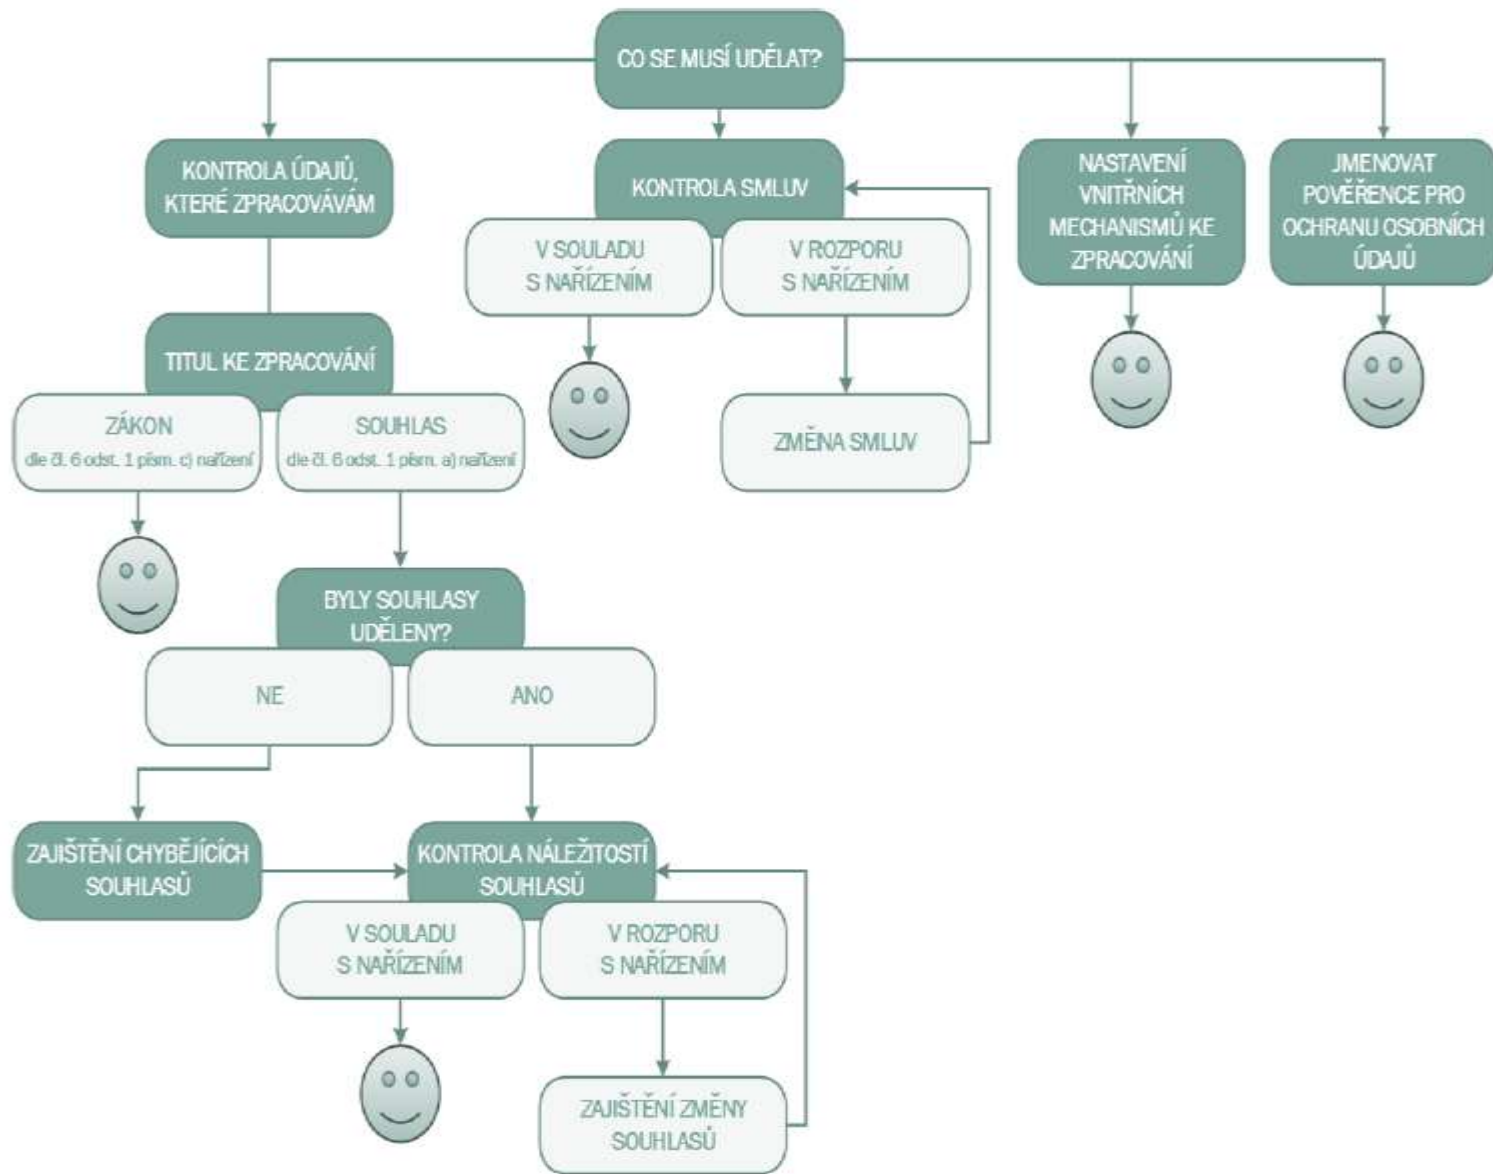 CO SE MUSÍ UDĚLAT?
KONTROLA ÚDAJŮ,
KTERÉ ZPRACOVÁVÁM
KONTROLA SMLUV
NASTAVENÍ
VNITŘNÍCH
MECHANISMŮ KE
ZPRACOVÁNÍ
JMENOVAT
POVĚŘENCE PRO
OCHRANU OSOBNÍCH
ÚDAJŮ
V SOULADU
S NAŘÍZENÍM
V ROZPORU
S NAŘÍZENÍM
TITUL KE ZPRACOVÁNÍ
ZÁKON
dle čl. 6 odst. 1 písm. c) nařízení
SOUHLAS
dle čl. 6 odst. 1 písm. a) nařízení
ZMĚNA SMLUV
BYLY SOUHLASY
UDĚLENY?
NE
ANO
ZAJIŠTĚNÍ CHYBĚJÍCÍCH
SOUHLASŮ
KONTROLA NÁLEŽITOSTÍ
SOUHLASŮ
V SOULADU
S NAŘÍZENÍM
V ROZPORU
S NAŘÍZENÍM
ZAJIŠTĚNÍ ZMĚNY
SOUHLASŮ